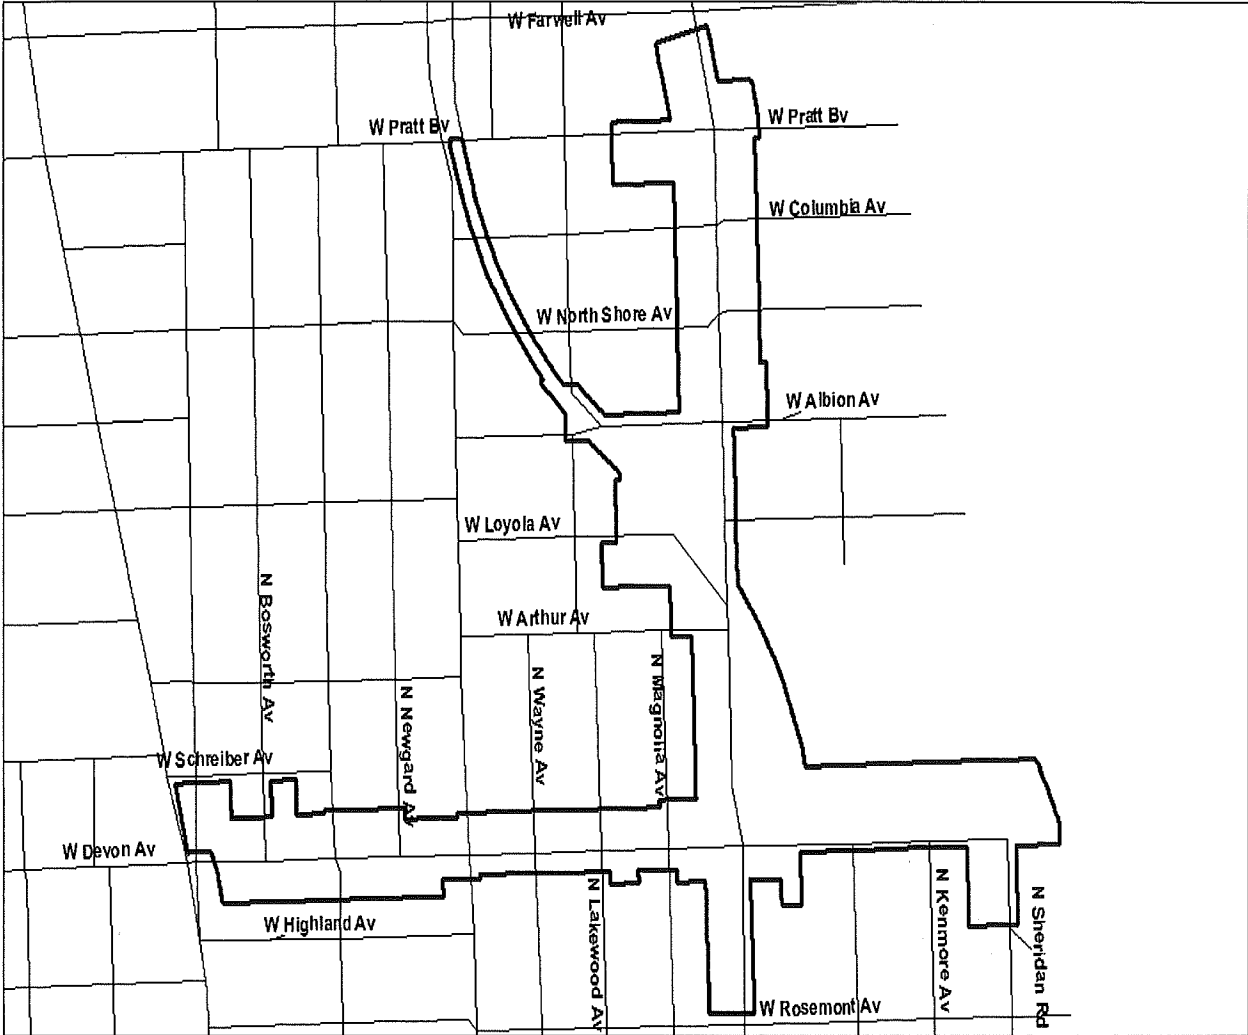 W Farwell Av
W Pratt Bv
W Pratt Bv
W Columbia Av
W North Shore Av
W Albion Av
W Loyola Av
W Arthur Av
N Bosworth Av
N Newgard Av
N Wayne Av
N Magnolia Av
W Schreiber Av
W Devon Av
W Highland Av
N Lakewood Av
N Kenmore Av
N Sheridan Rd
W Rosemont Av